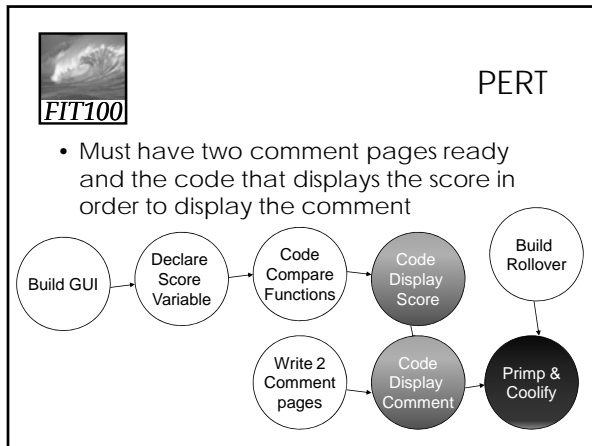 FIT100
PERT
• Must have two comment pages ready
and the code that displays the score in
order to display the comment
Build GUI
Declare
Score
Variable
Code
Compare
Functions
Code
Display
Score
Build
Rollover
Write 2
Comment
pages
Code
Display
Comment
Primp &
Coolify